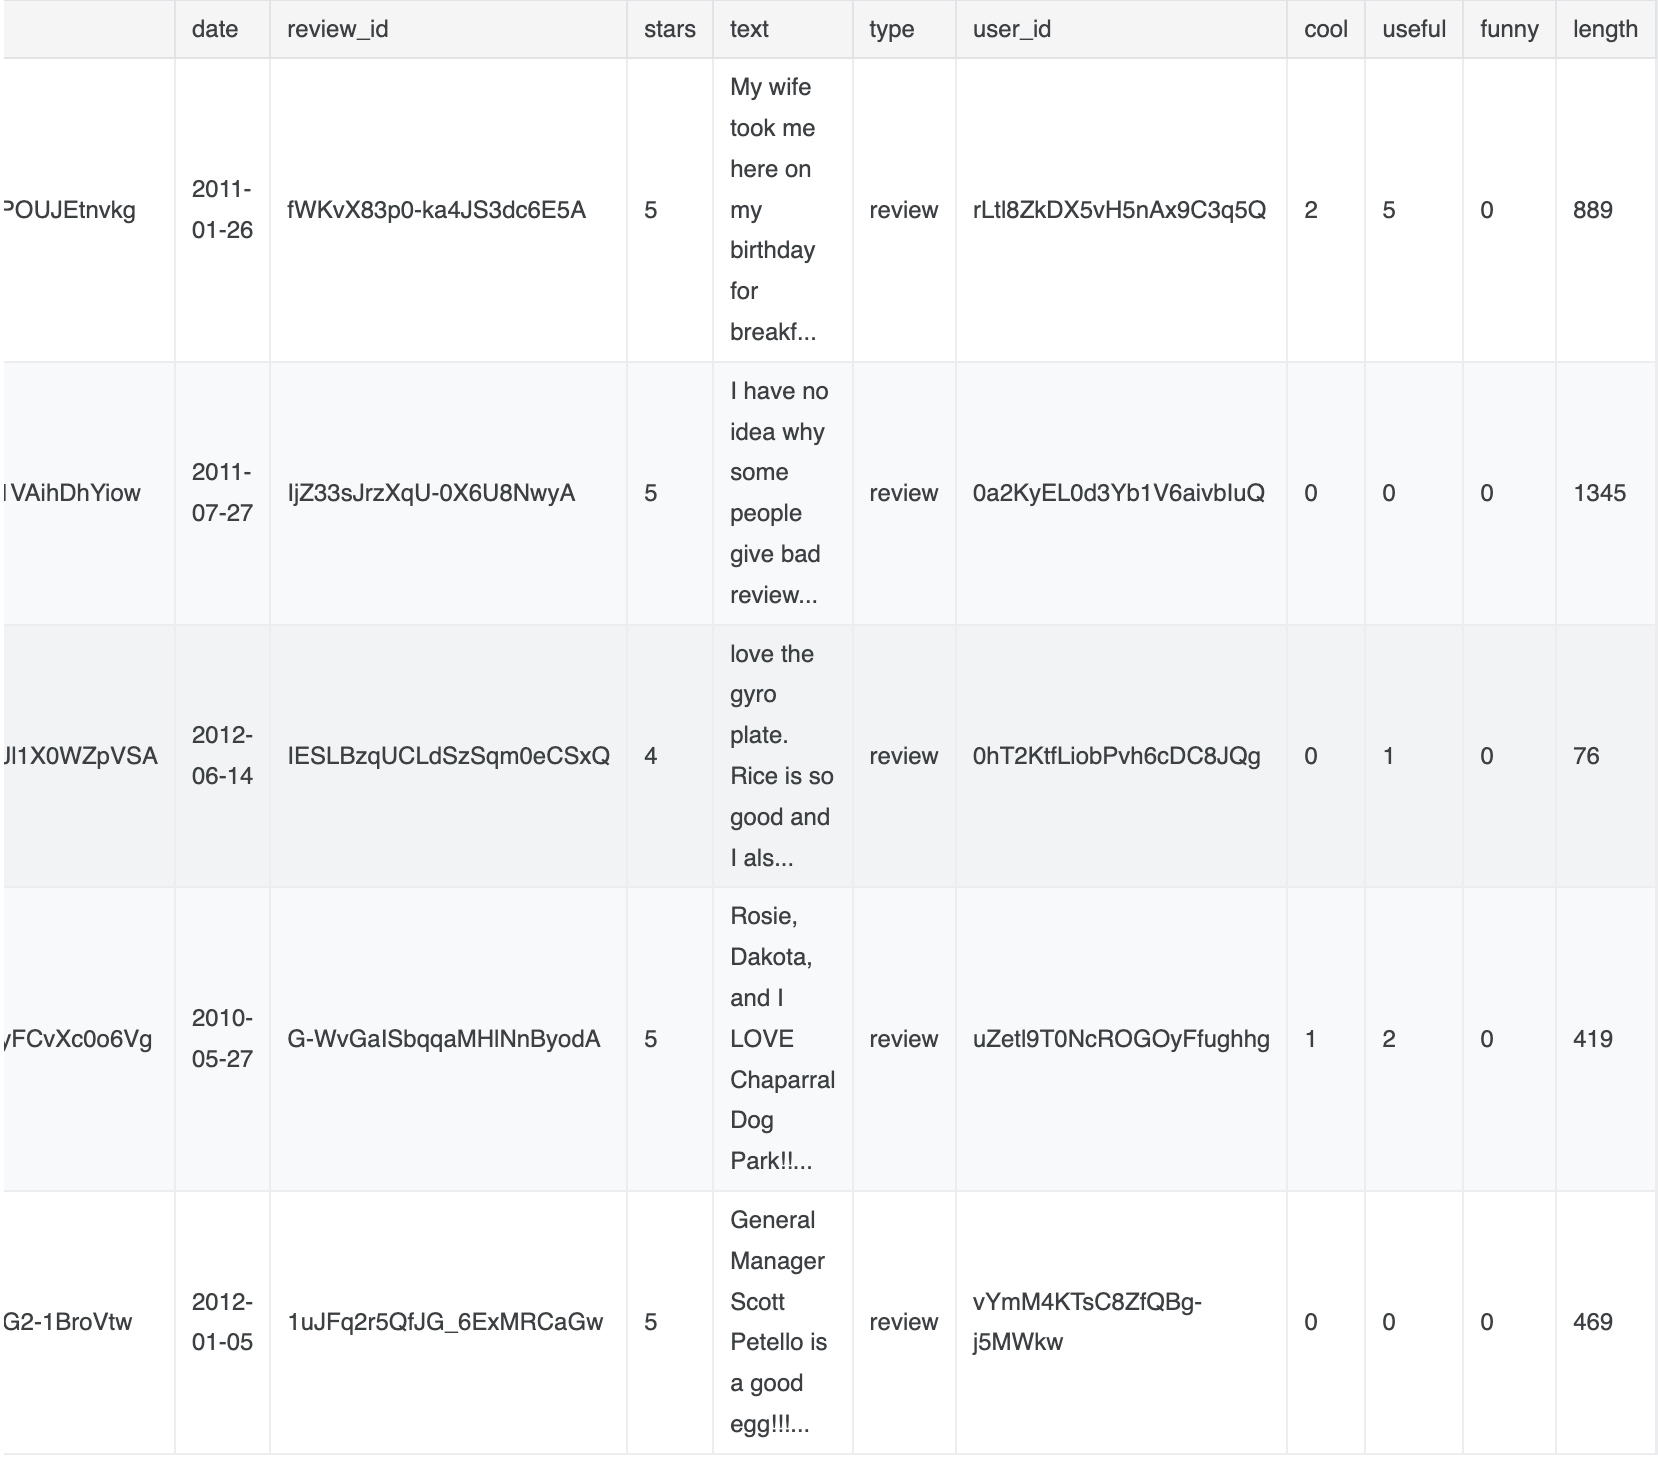 date review_id stars text type user_id cool useful funny length
POUJEtnvkg 2011-01-26 fWKvX83p0-ka4JS3dc6E5A 5 My wife took me here on my birthday for breakf... review rLtl8ZkDX5vH5nAx9C3q5Q 2 5 0 889
VAihDhYiow 2011-07-27 IjZ33sJrzXqU-0X6U8NwyA 5 I have no idea why some people give bad review... review 0a2KyEL0d3Yb1V6aivbIuQ 0 0 0 1345
JI1X0WZpVSA 2012-06-14 IESLBzqUCLdSzSqm0eCSxQ 4 love the gyro plate. Rice is so good and I als... review 0hT2KtfLiobPvh6cDC8JQg 0 1 0 76
yFCvXc0o6Vg 2010-05-27 G-WvGaISbqqaMHlNnByodA 5 Rosie, Dakota, and I LOVE Chaparral Dog Park!!... review uZetl9T0NcROGOyFfughhg 1 2 0 419
G2-1BroVtw 2012-01-05 1uJFq2r5QfJG_6ExMRCaGw 5 General Manager Scott Petello is a good egg!!!... review vYmM4KTsC8ZfQBg-j5MWkw 0 0 0 469